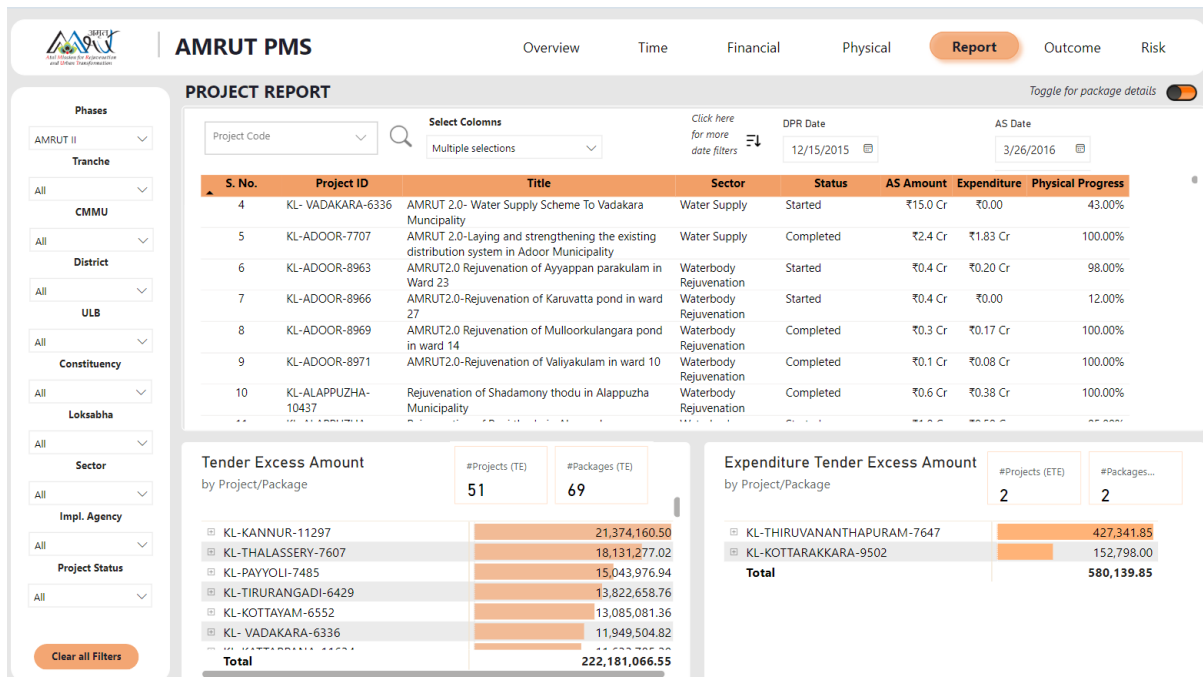 अमृत
Atal Mission for Rejuvenation
and Urban Transformation
AMRUT PMS
Overview
Time
Financial
Physical
Report
Outcome
Risk
Phases
AMRUT II
Tranche
All
CMMU
All
District
All
ULB
All
Constituency
All
Loksabha
All
Sector
All
Impl. Agency
All
Project Status
All
Clear all Filters
PROJECT REPORT
Toggle for package details
Project Code
Select Colomns
Multiple selections
Click here
for more
date filters
DPR Date
12/15/2015
AS Date
3/26/2016
S. No. Project ID Title Sector Status AS Amount Expenditure Physical Progress
4 KL- VADAKARA-6336 AMRUT 2.0- Water Supply Scheme To Vadakara Water Supply Started ₹15.0 Cr ₹0.00 43.00%
Muncipality
5 KL-ADOOR-7707 AMRUT 2.0-Laying and strengthening the existing Water Supply Completed ₹2.4 Cr ₹1.83 Cr 100.00%
distribution system in Adoor Municipality
6 KL-ADOOR-8963 AMRUT2.0 Rejuvenation of Ayyappan parakulam in Waterbody Started ₹0.4 Cr ₹0.20 Cr 98.00%
Ward 23 Rejuvenation
7 KL-ADOOR-8966 AMRUT2.0-Rejuvenation of Karuvatta pond in ward Waterbody Started ₹0.4 Cr ₹0.00 12.00%
27 Rejuvenation
8 KL-ADOOR-8969 AMRUT2.0 Rejuvenation of Mulloorkulangara pond Waterbody Completed ₹0.3 Cr ₹0.17 Cr 100.00%
in ward 14 Rejuvenation
9 KL-ADOOR-8971 AMRUT2.0-Rejuvenation of Valiyakulam in ward 10 Waterbody Completed ₹0.1 Cr ₹0.08 Cr 100.00%
Rejuvenation
10 KL-ALAPPUZHA- Rejuvenation of Shadamony thodu in Alappuzha Waterbody Completed ₹0.6 Cr ₹0.38 Cr 100.00%
10437 Municipality Rejuvenation
Tender Excess Amount
by Project/Package
#Projects (TE)
51
#Packages (TE)
69
KL-KANNUR-11297 21,374,160.50
KL-THALASSERY-7607 18,131,277.02
KL-PAYYOLI-7485 15,043,976.94
KL-TIRURANGADI-6429 13,822,658.76
KL-KOTTAYAM-6552 13,085,081.36
KL- VADAKARA-6336 11,949,504.82
Total 222,181,066.55
Expenditure Tender Excess Amount
by Project/Package
#Projects (ETE)
2
#Packages...
2
KL-THIRUVANANTHAPURAM-7647 427,341.85
KL-KOTTARAKKARA-9502 152,798.00
Total 580,139.85